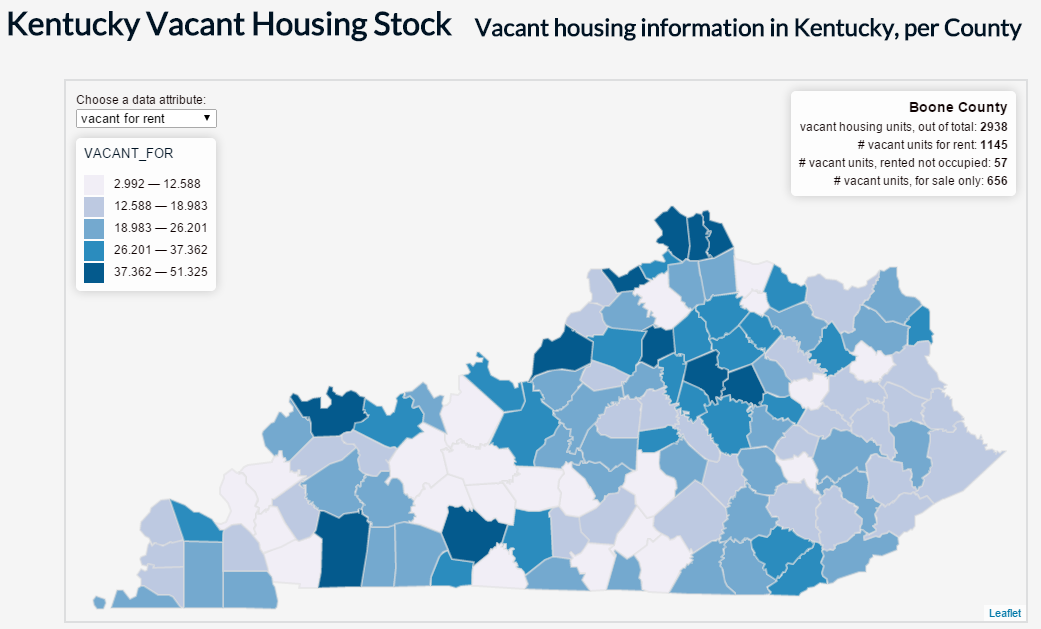 Kentucky Vacant Housing Stock Vacant housing information in Kentucky, per County
Choose a data attribute:
vacant for rent
VACANT_FOR
2.992 — 12.588
12.588 — 18.983
18.983 — 26.201
26.201 — 37.362
37.362 — 51.325
Boone County
vacant housing units, out of total: 2938
# vacant units for rent: 1145
# vacant units, rented not occupied: 57
# vacant units, for sale only: 656
Leaflet